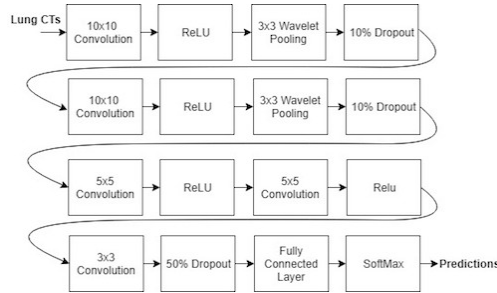 Lung CTs
10x10
Convolution
ReLU
3x3 Wavelet
Pooling
10% Dropout
10x10
Convolution
ReLU
3x3 Wavelet
Pooling
10% Dropout
5x5
Convolution
ReLU
5x5
Convolution
Relu
3x3
Convolution
50% Dropout
Fully
Connected
Layer
SoftMax
Predictions